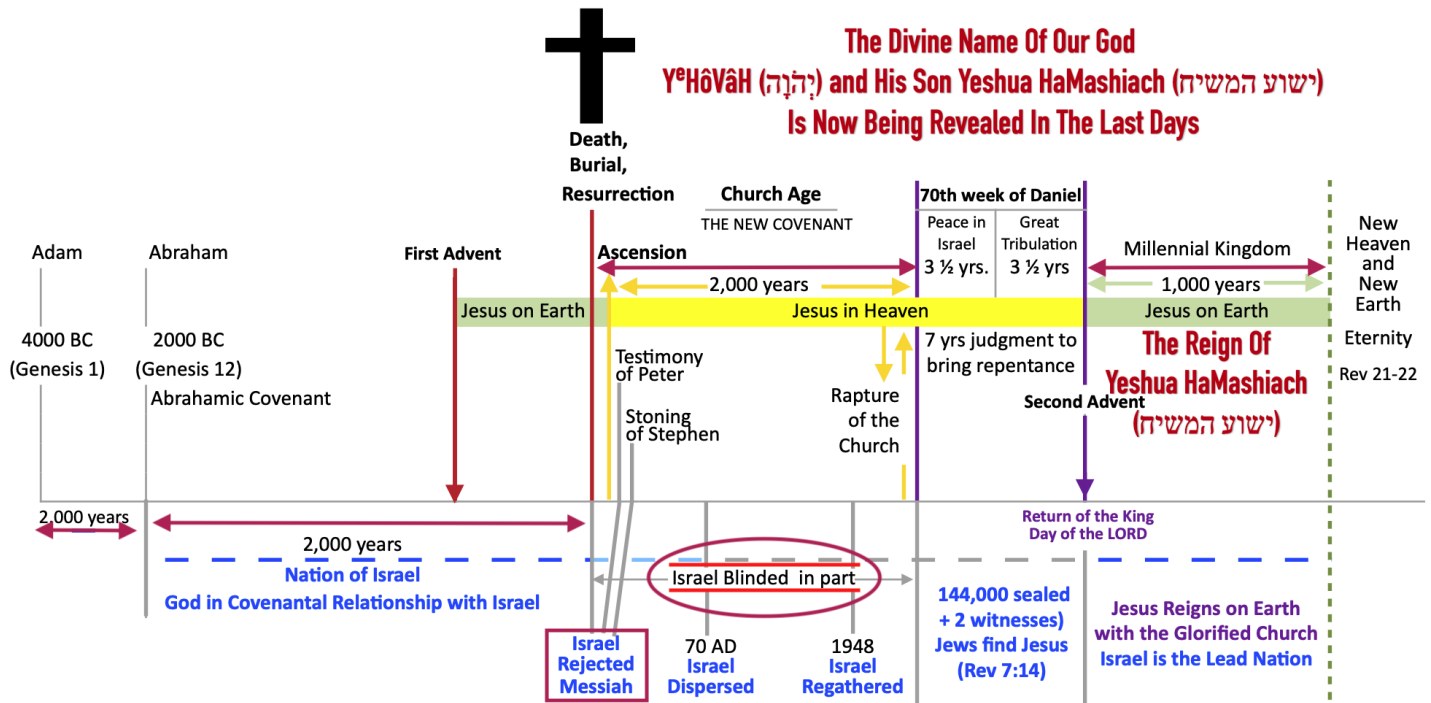 The Divine Name Of Our God
YᵉHôVâH (יְהֹוָה) and His Son Yeshua HaMashiach (ישוע המשיח)
Is Now Being Revealed In The Last Days
Death,
Burial,
Resurrection
Church Age
THE NEW COVENANT
70th week of Daniel
Peace in
Israel
3 ½ yrs.
Great
Tribulation
3 ½ yrs
Adam
Abraham
First Advent
Ascension
Millennial Kingdom
New
Heaven
and
New
Earth
Eternity
Rev 21-22
2,000 years
1,000 years
Jesus on Earth
Jesus in Heaven
Jesus on Earth
4000 BC
(Genesis 1)
2000 BC
(Genesis 12)
Abrahamic Covenant
Testimony
of Peter
Stoning
of Stephen
Rapture
of the
Church
7 yrs judgment to
bring repentance
The Reign Of
Yeshua HaMashiach
(ישוע המשיח)
Second Advent
Return of the King
Day of the LORD
2,000 years
2,000 years
Nation of Israel
God in Covenantal Relationship with Israel
Israel Blinded in part
Israel
Rejected
Messiah
70 AD
Israel
Dispersed
1948
Israel
Regathered
144,000 sealed
+ 2 witnesses)
Jews find Jesus
(Rev 7:14)
Jesus Reigns on Earth
with the Glorified Church
Israel is the Lead Nation